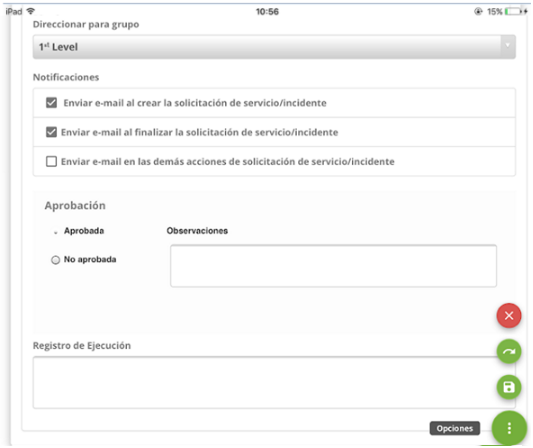 iPad 10:56 15%
Direccionar para grupo
1st Level
Notificaciones
Enviar e-mail al crear la solicitación de servicio/incidente
Enviar e-mail al finalizar la solicitación de servicio/incidente
Enviar e-mail en las demás acciones de solicitación de servicio/incidente
Aprobación
Aprobada Observaciones
No aprobada
Registro de Ejecución
Opciones